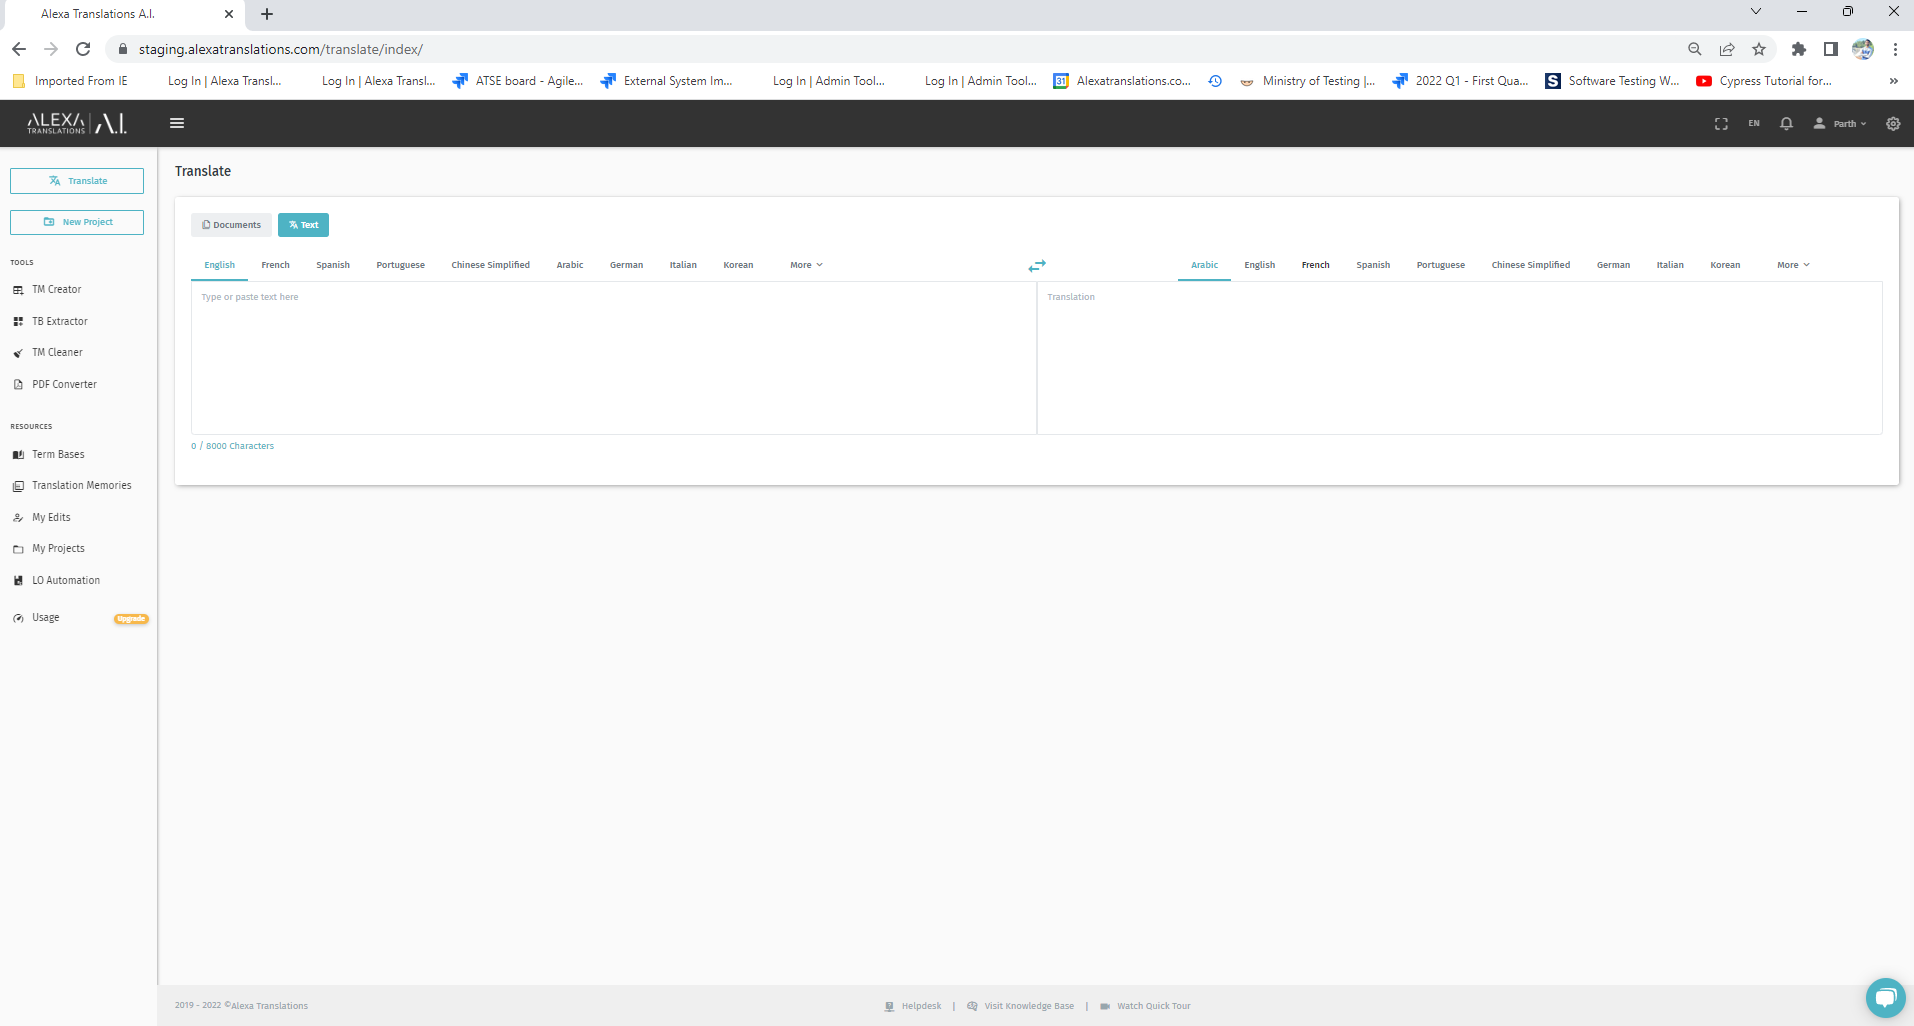 Alexa Translations A.I.
staging.alexatranslations.com/translate/index/
Imported From IE
Log In | Alexa Transl...
Log In | Alexa Transl...
ATSE board - Agile...
External System Im...
Log In | Admin Tool...
Log In | Admin Tool...
31
Alexatranslations.co...
Ministry of Testing |...
2022 Q1 - First Qua...
S
Software Testing W...
Cypress Tutorial for...
»
ALEXA
TRANSLATIONS
A.I.
EN
Parth
Translate
New Project
TOOLS
TM Creator
TB Extractor
TM Cleaner
PDF Converter
RESOURCES
Term Bases
Translation Memories
My Edits
My Projects
LO Automation
Usage
Upgrade
Translate
Documents
Text
English French Spanish Portuguese Chinese Simplified Arabic German Italian Korean More
Arabic English French Spanish Portuguese Chinese Simplified German Italian Korean More
Type or paste text here
Translation
0 / 8000 Characters
2019 - 2022 ©Alexa Translations
Helpdesk | Visit Knowledge Base | Watch Quick Tour